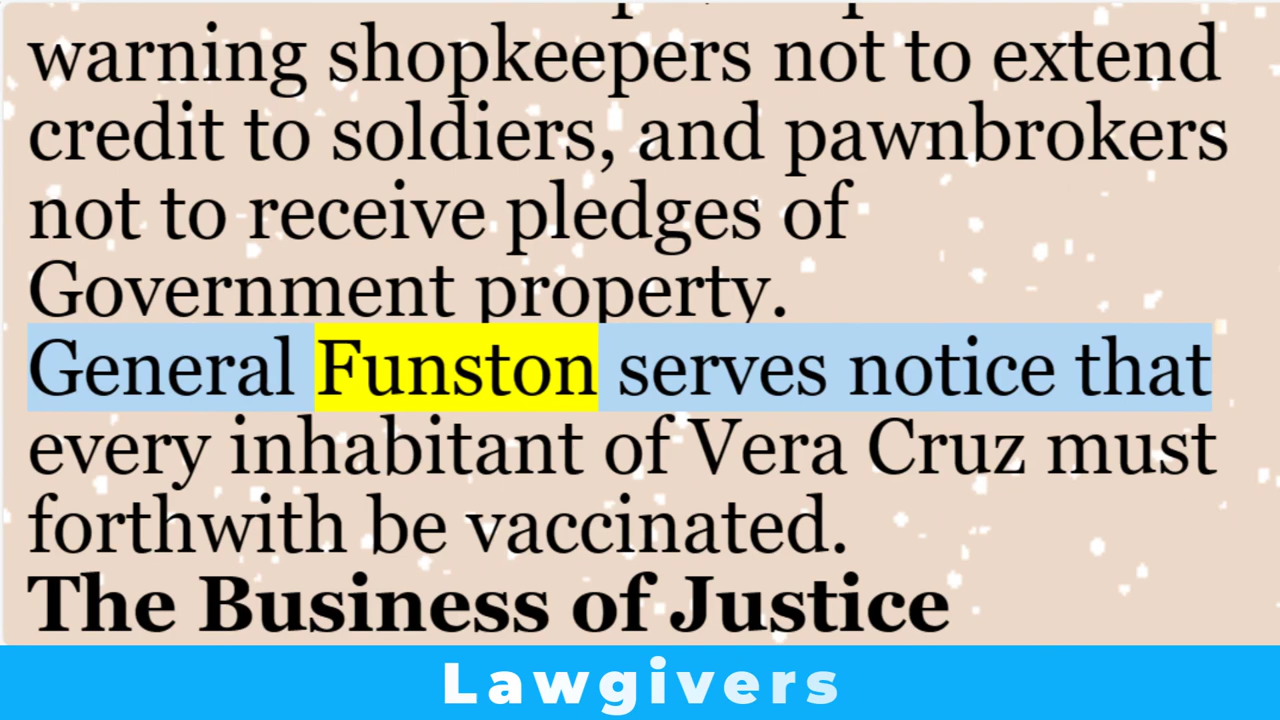 warning shopkeepers not to extend
credit to soldiers, and pawnbrokers
not to receive pledges of
Government property.
General Funston serves notice that
every inhabitant of Vera Cruz must
forthwith be vaccinated.
The Business of Justice
Lawgivers